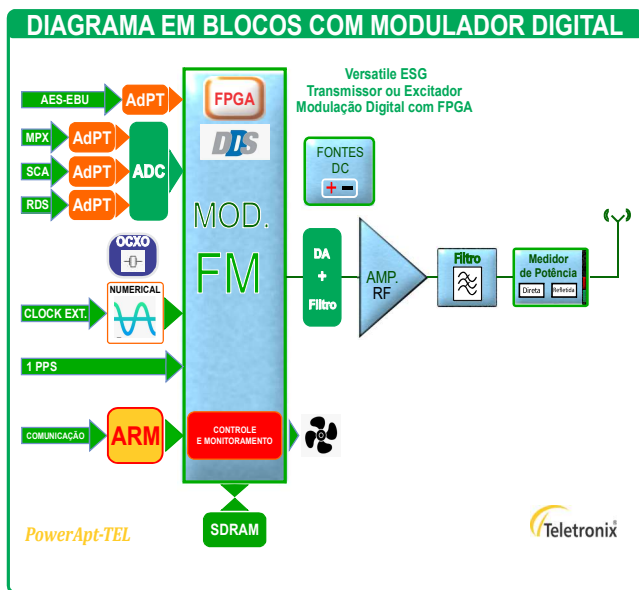 DIAGRAMA EM BLOCOS COM MODULADOR DIGITAL
Versatile ESG
Transmissor ou Excitador
Modulação Digital com FPGA
AES-EBU
AdPT
FPGA
DDS
MPX
AdPT
SCA
AdPT
ADC
RDS
AdPT
FONTES
DC
MOD.
FM
OCXO
DA
+
Filtro
AMP.
RF
Filtro
Medidor
de Potência
Direta
Refletida
NUMERICAL
CLOCK EXT.
1 PPS
COMUNICAÇÃO
ARM
CONTROLE
E MONITORAMENTO
SDRAM
PowerApt-TEL
Teletronix